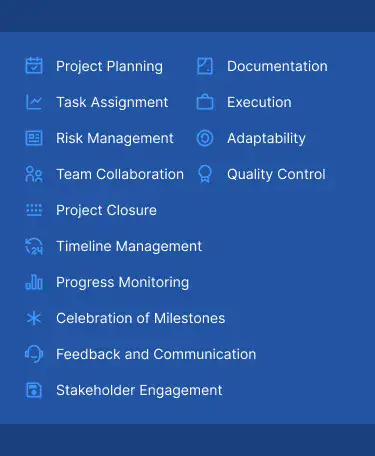 Project Planning
Documentation
Task Assignment
Execution
Risk Management
Adaptability
Team Collaboration
Quality Control
Project Closure
Timeline Management
24
Progress Monitoring
Celebration of Milestones
Feedback and Communication
Stakeholder Engagement